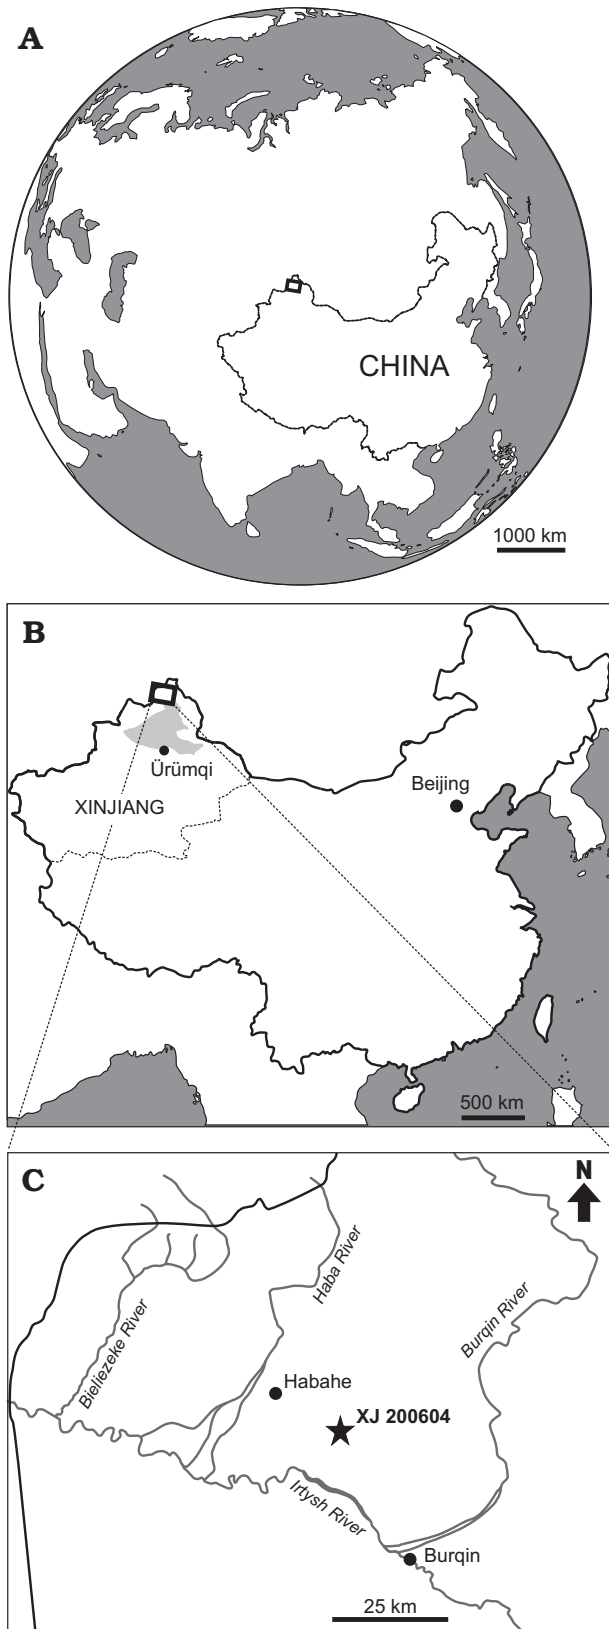 A
CHINA
1000 km
B
Ürümqi
Beijing
XINJIANG
500 km
C
N
Haba River
Burqin River
Bieliezeke River
Habahe
XJ 200604
Irtysh River
Burqin
25 km